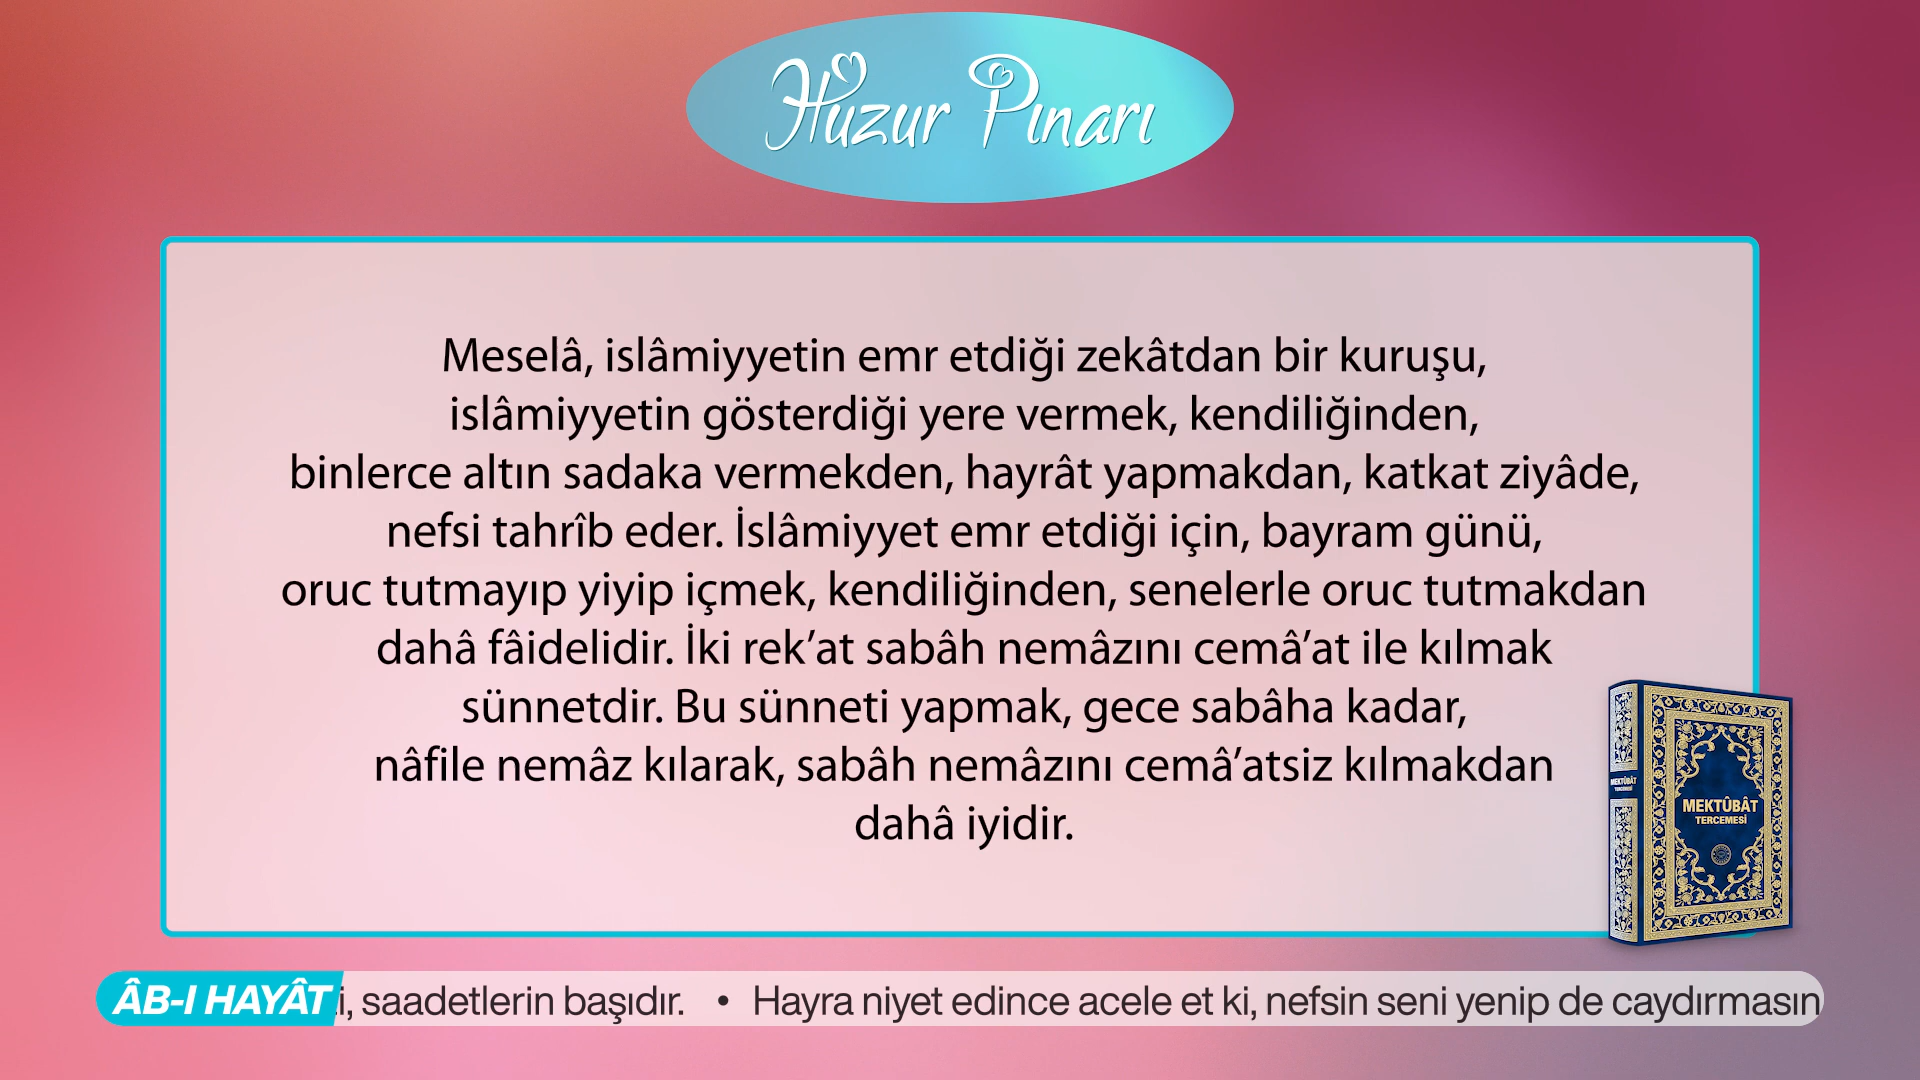 Huzur Pınarı
Meselâ, islâmiyyetin emr etdiği zekâtdan bir kuruşu,
islâmiyyetin gösterdiği yere vermek, kendiliğinden,
binlerce altın sadaka vermekden, hayrât yapmakdan, katkat ziyâde,
nefsi tahrîb eder. İslâmiyyet emr etdiği için, bayram günü,
oruc tutmayıp yiyip içmek, kendiliğinden, senelerle oruc tutmakdan
dahâ fâidelidir. İki rek’at sabâh nemâzını cemâ’at ile kılmak
sünnetdir. Bu sünneti yapmak, gece sabâha kadar,
nâfile nemâz kılarak, sabâh nemâzını cemâ’atsiz kılmakdan
dahâ iyidir.
MEKTÛBÂT
TERCEMESİ
MEKTÛBÂT
TERCEMESİ
ÂB-I HAYÂT i, saadetlerin başıdır. • Hayra niyet edince acele et ki, nefsin seni yenip de caydırmasın